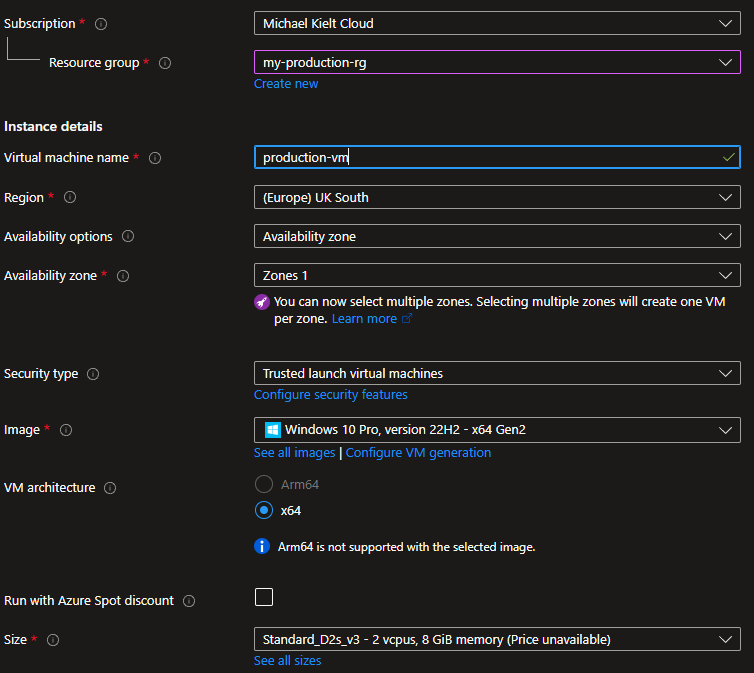 Subscription *
Michael Kielt Cloud
Resource group *
my-production-rg
Create new
Instance details
Virtual machine name *
production-vm
Region *
(Europe) UK South
Availability options
Availability zone
Availability zone *
Zones 1
You can now select multiple zones. Selecting multiple zones will create one VM
per zone. Learn more
Security type
Trusted launch virtual machines
Configure security features
Image *
Windows 10 Pro, version 22H2 - x64 Gen2
See all images | Configure VM generation
VM architecture
Arm64
x64
Arm64 is not supported with the selected image.
Run with Azure Spot discount
Size *
Standard_D2s_v3 - 2 vcpus, 8 GiB memory (Price unavailable)
See all sizes